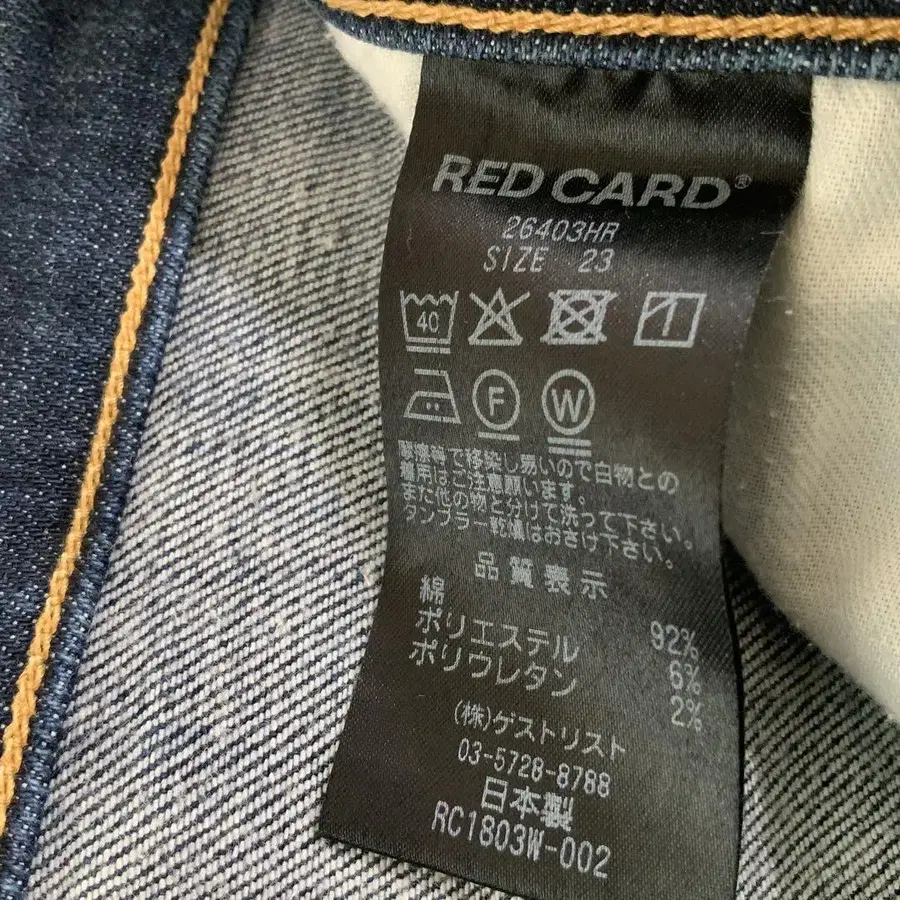 RED CARD®
26403HR
SIZE 23
40
F W
摩擦等で移染し易いので白物との
着用はご注意願います。
また他の物と分けて洗って下さい。
タンブラー乾燥はおさけ下さい。
品質表示
綿 92%
ポリエステル 6%
ポリウレタン 2%
(株)ゲストリスト
03-5728-8788
日本製
RC1803W-002